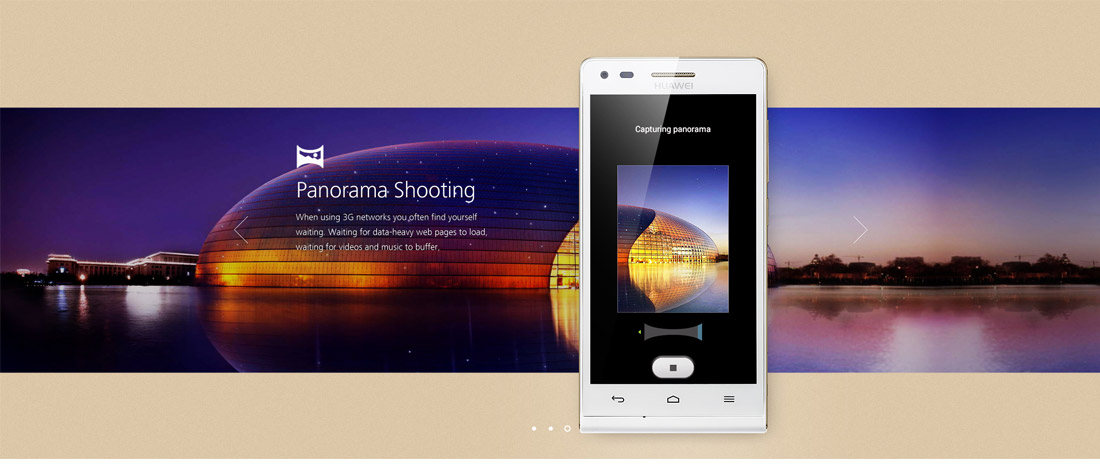 HUAWEI
Capturing panorama
Panorama Shooting
When using 3G networks you often find yourself
waiting. Waiting for data-heavy web pages to load,
waiting for videos and music to buffer,